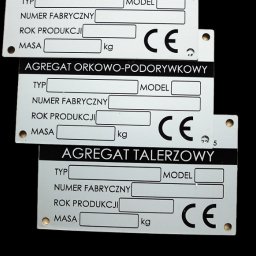 TYP MODEL
NUMER FABRYCZNY
ROK PRODUKCJI
MASA kg CE
AGREGAT ORKOWO-PODORYWKOWY
TYP MODEL
NUMER FABRYCZNY
ROK PRODUKCJI
MASA kg CE
AGREGAT TALERZOWY
TYP MODEL
NUMER FABRYCZNY
ROK PRODUKCJI
MASA kg CE